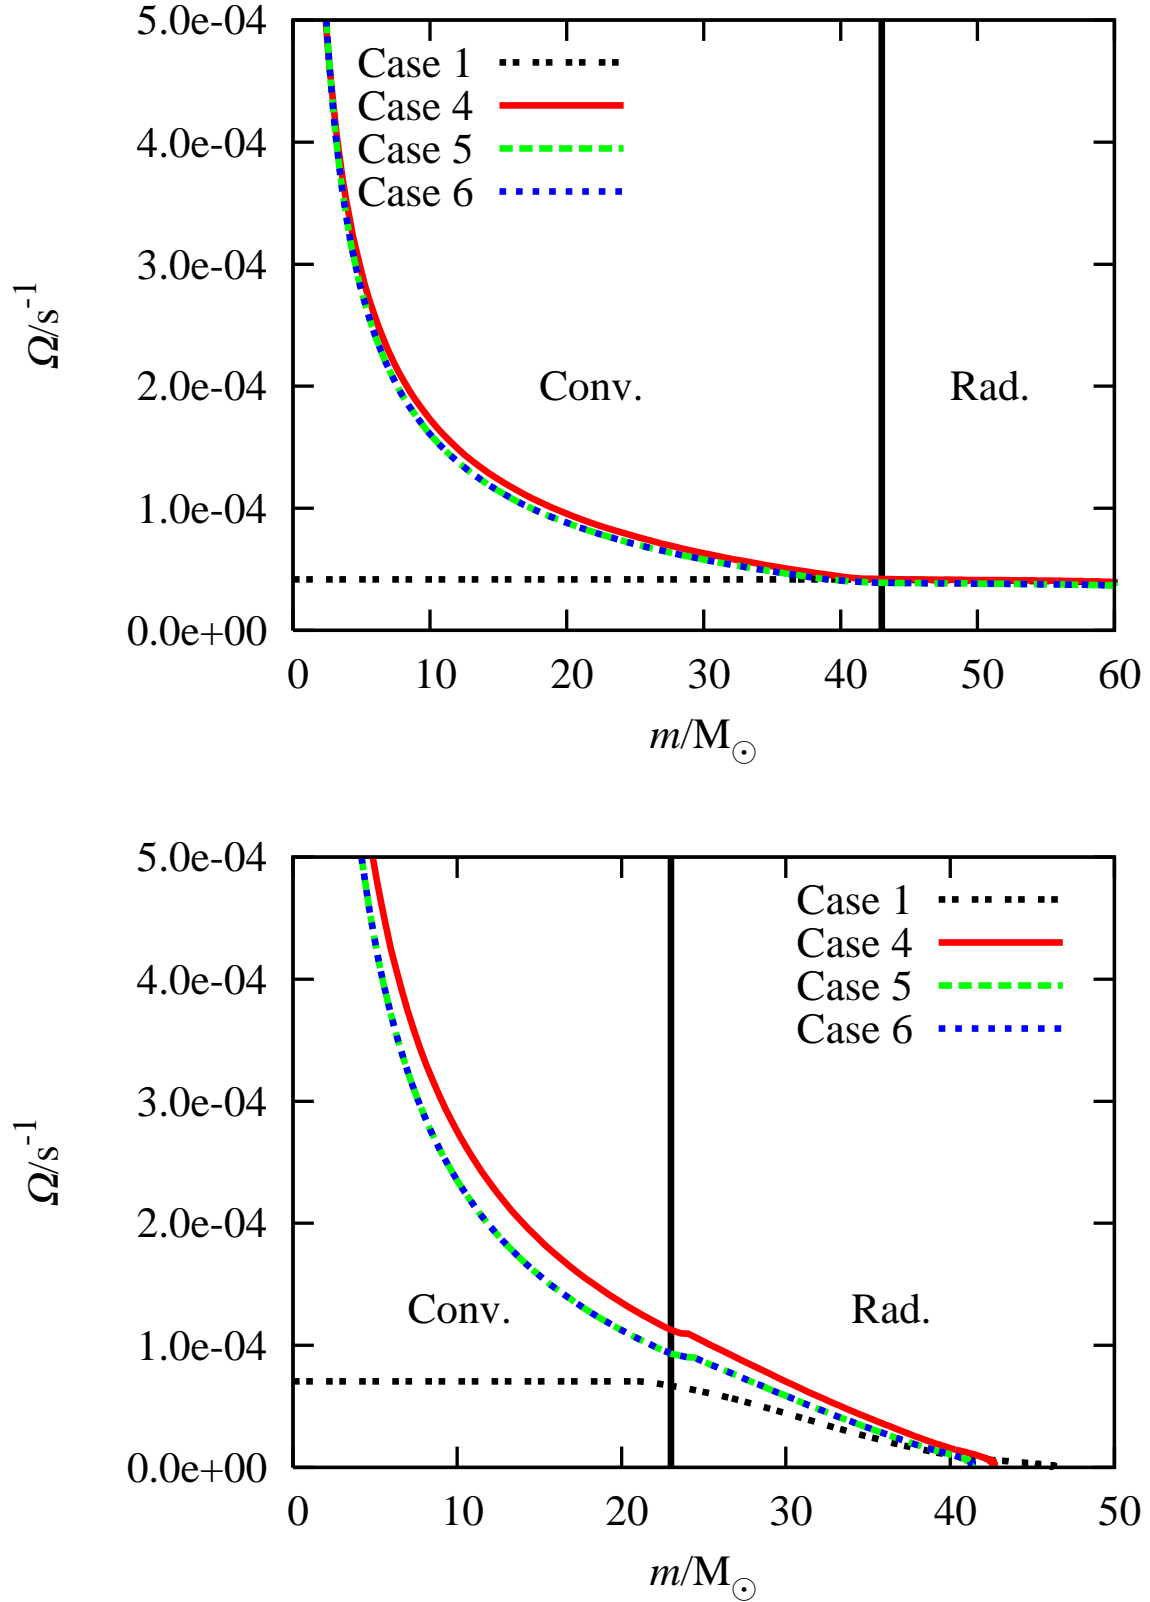 5.0e-04
Case 1
Case 4
4.0e-04
Case 5
Case 6
3.0e-04
Ω/s⁻¹
2.0e-04
Conv.
Rad.
1.0e-04
0.0e+00
0 10 20 30 40 50 60
m/M☉
5.0e-04
Case 1
Case 4
4.0e-04
Case 5
Case 6
3.0e-04
Ω/s⁻¹
2.0e-04
Conv.
Rad.
1.0e-04
0.0e+00
0 10 20 30 40 50
m/M☉